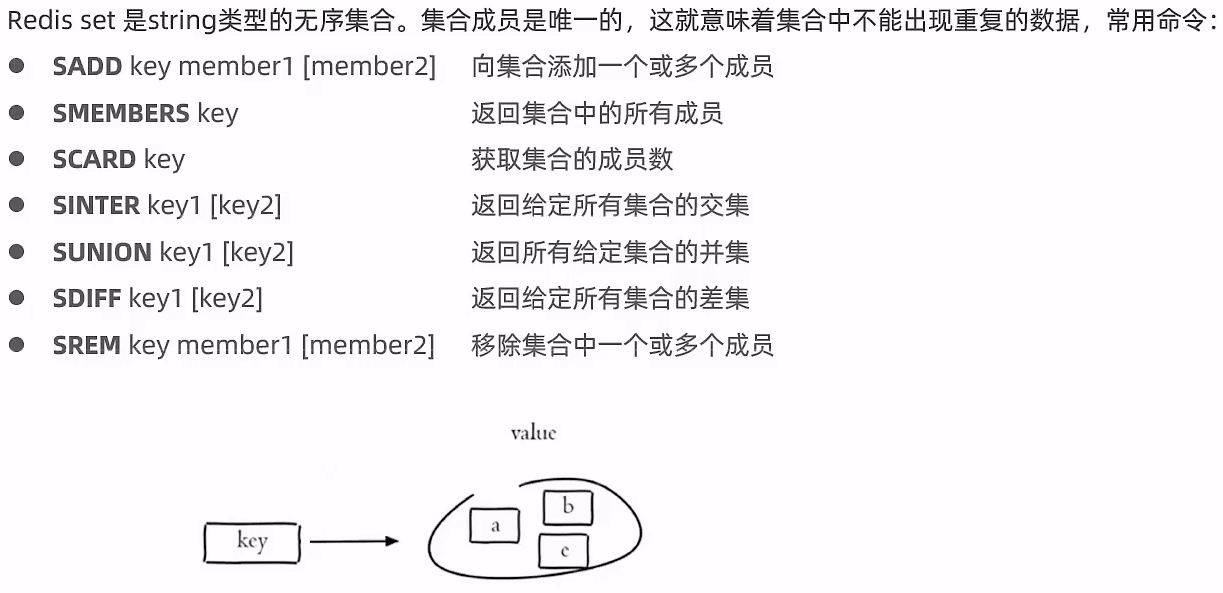 Redis set 是string类型的无序集合。集合成员是唯一的，这就意味着集合中不能出现重复的数据，常用命令：
● SADD key member1 [member2] 向集合添加一个或多个成员
● SMEMBERS key 返回集合中的所有成员
● SCARD key 获取集合的成员数
● SINTER key1 [key2] 返回给定所有集合的交集
● SUNION key1 [key2] 返回所有给定集合的并集
● SDIFF key1 [key2] 返回给定所有集合的差集
● SREM key member1 [member2] 移除集合中一个或多个成员
value
b
a
key
c